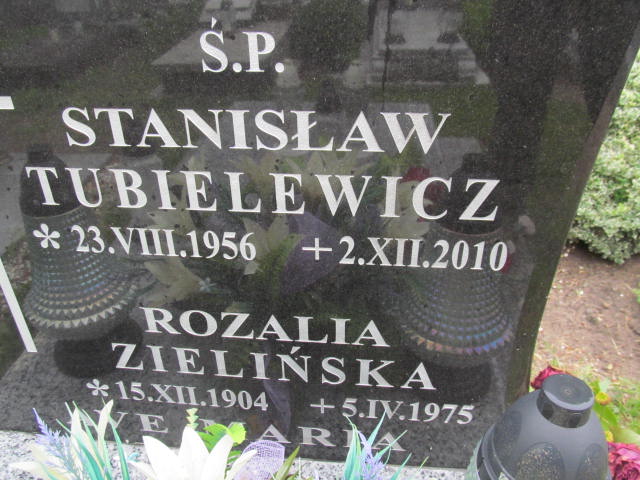 Ś.P.
STANISŁAW
TUBIELEWICZ
* 23.VIII.1956 + 2.XII.2010
ROZALIA
ZIELIŃSKA
* 15.XII.1904 + 5.IV.1975